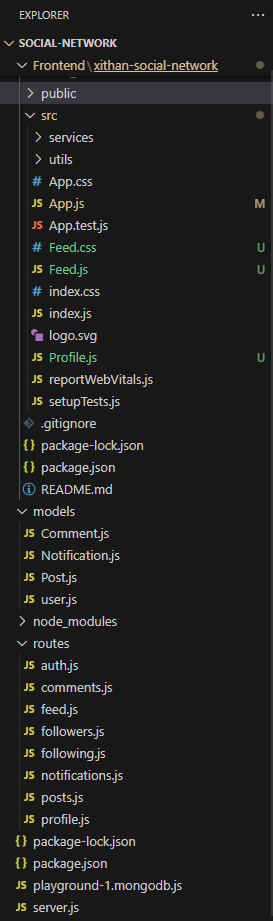 EXPLORER
SOCIAL-NETWORK
Frontend\xithan-social-network
public
src
services
utils
# App.css
JS App.js M
JS App.test.js
# Feed.css U
JS Feed.js U
# index.css
JS index.js
logo.svg
JS Profile.js U
JS reportWebVitals.js
JS setupTests.js
.gitignore
{} package-lock.json
{} package.json
README.md
models
JS Comment.js
JS Notification.js
JS Post.js
JS user.js
node_modules
routes
JS auth.js
JS comments.js
JS feed.js
JS followers.js
JS following.js
JS notifications.js
JS posts.js
JS profile.js
{} package-lock.json
{} package.json
JS playground-1.mongodb.js
JS server.js